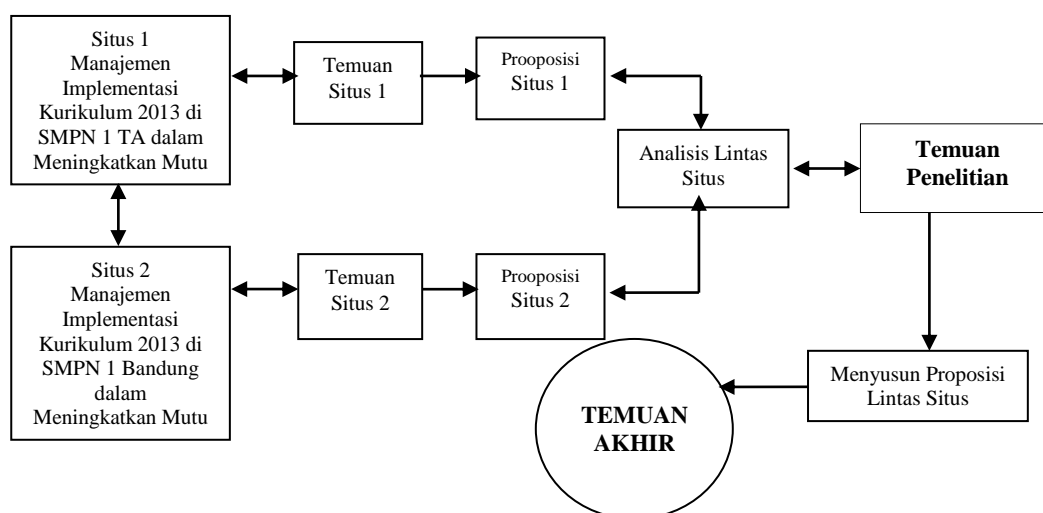 Situs 1
Manajemen
Implementasi
Kurikulum 2013 di
SMPN 1 TA dalam
Meningkatkan Mutu
Temuan
Situs 1
Prooposisi
Situs 1
Analisis Lintas
Situs
Temuan
Penelitian
Situs 2
Manajemen
Implementasi
Kurikulum 2013 di
SMPN 1 Bandung
dalam
Meningkatkan Mutu
Temuan
Situs 2
Prooposisi
Situs 2
Menyusun Proposisi
Lintas Situs
TEMUAN
AKHIR